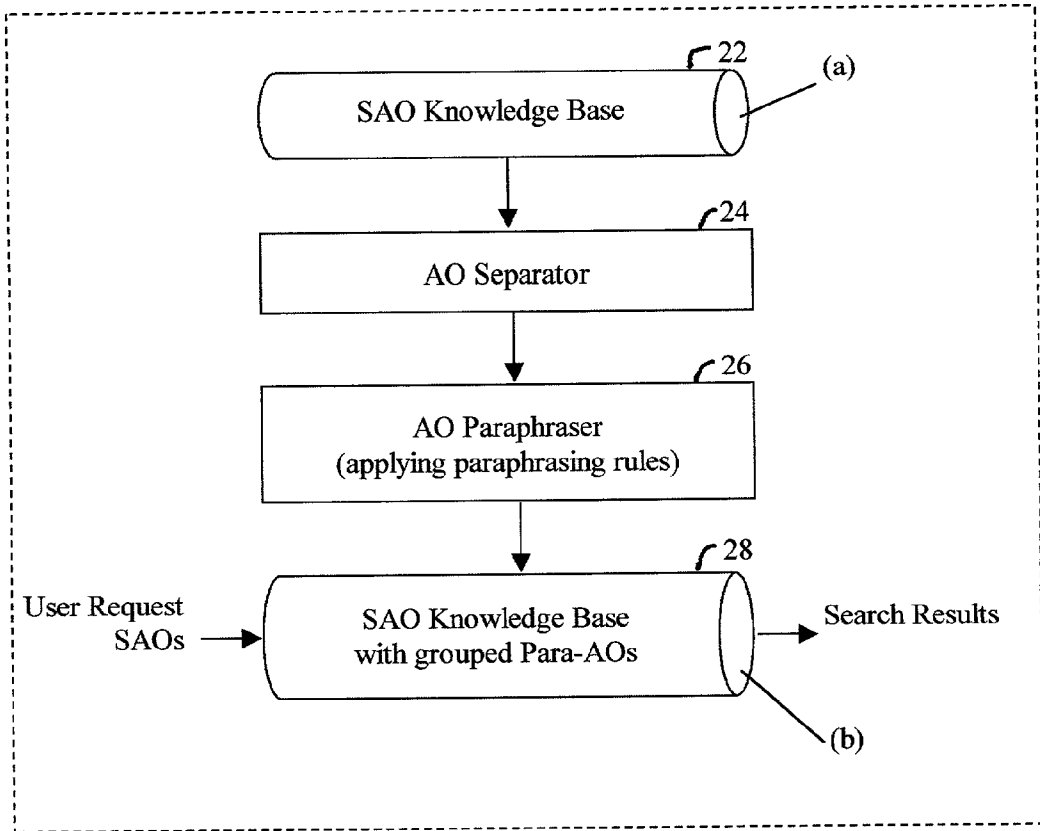 22
(a)
SAO Knowledge Base
24
AO Separator
26
AO Paraphraser
(applying paraphrasing rules)
28
User Request
SAOs
SAO Knowledge Base
with grouped Para-AOs
Search Results
(b)